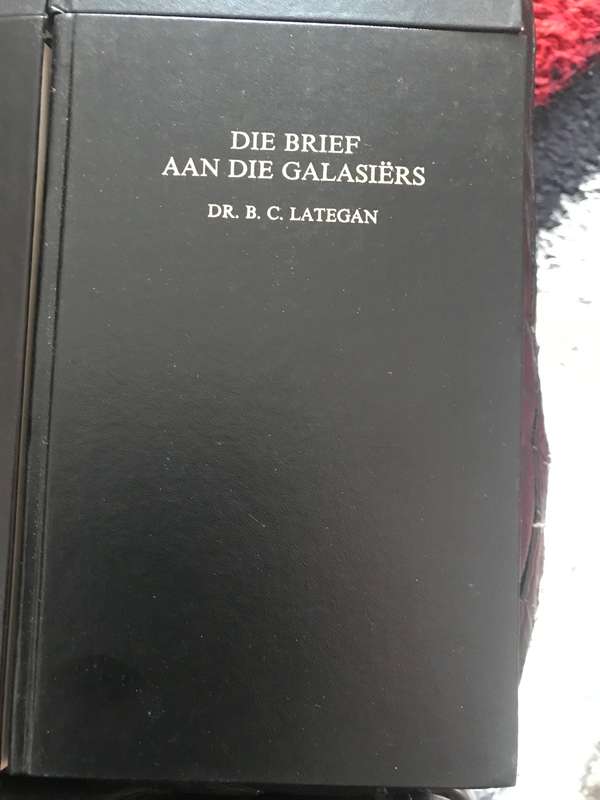 DIE BRIEF
AAN DIE GALASIËRS
DR. B. C. LATEGAN